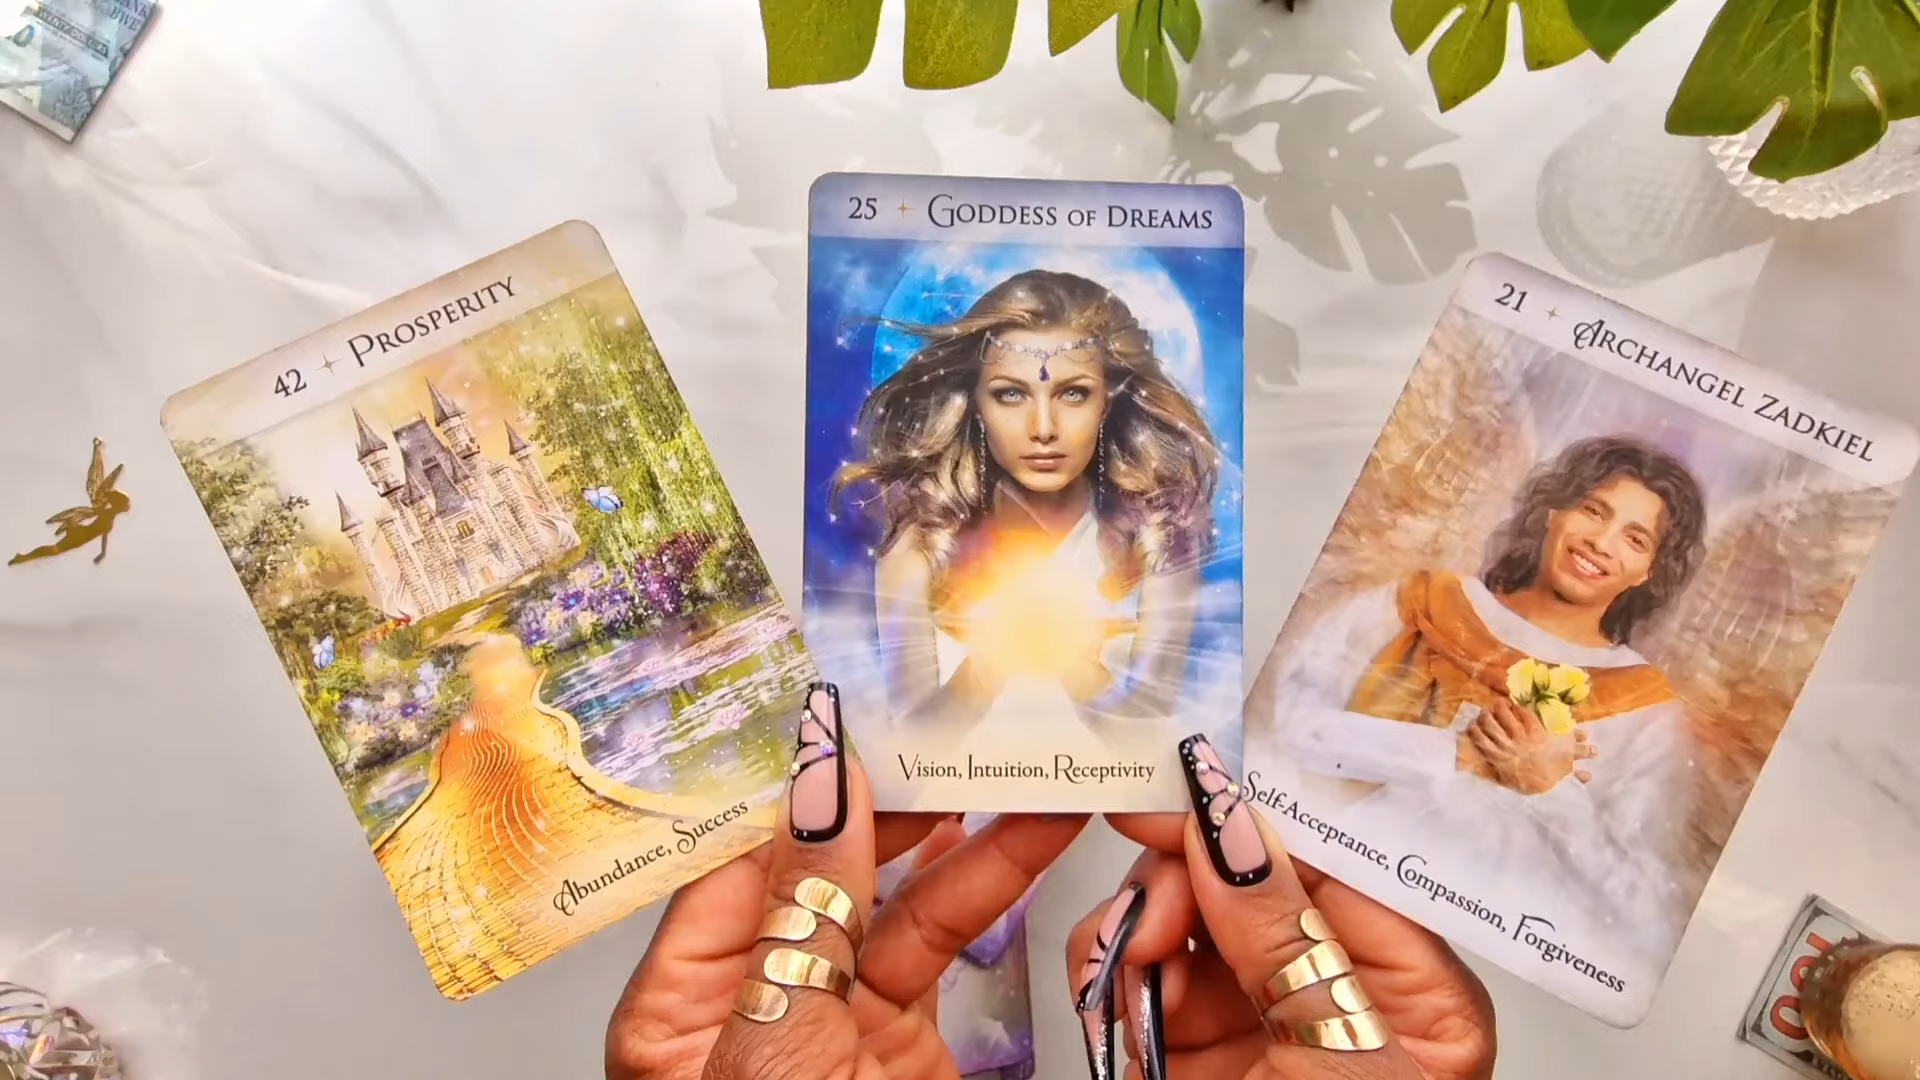 42 ✦ Prosperity
Abundance, Success
25 ✦ Goddess of Dreams
Vision, Intuition, Receptivity
21 ✦ Archangel Zadkiel
Self-Acceptance, Compassion, Forgiveness